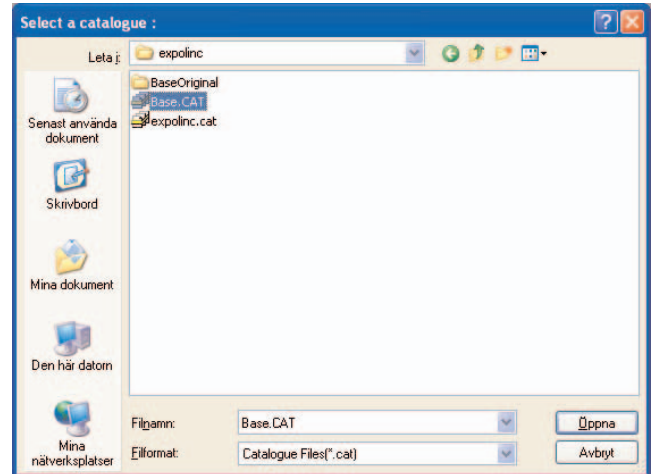 Select a catalogue :
Leta i:
expolinc
BaseOriginal
Base.CAT
expolinc.cat
Senast använda
dokument
Skrivbord
Mina dokument
Den här datorn
Mina
nätverksplatser
Filnamn:
Base.CAT
Öppna
Filformat:
Catalogue Files(*.cat)
Avbryt